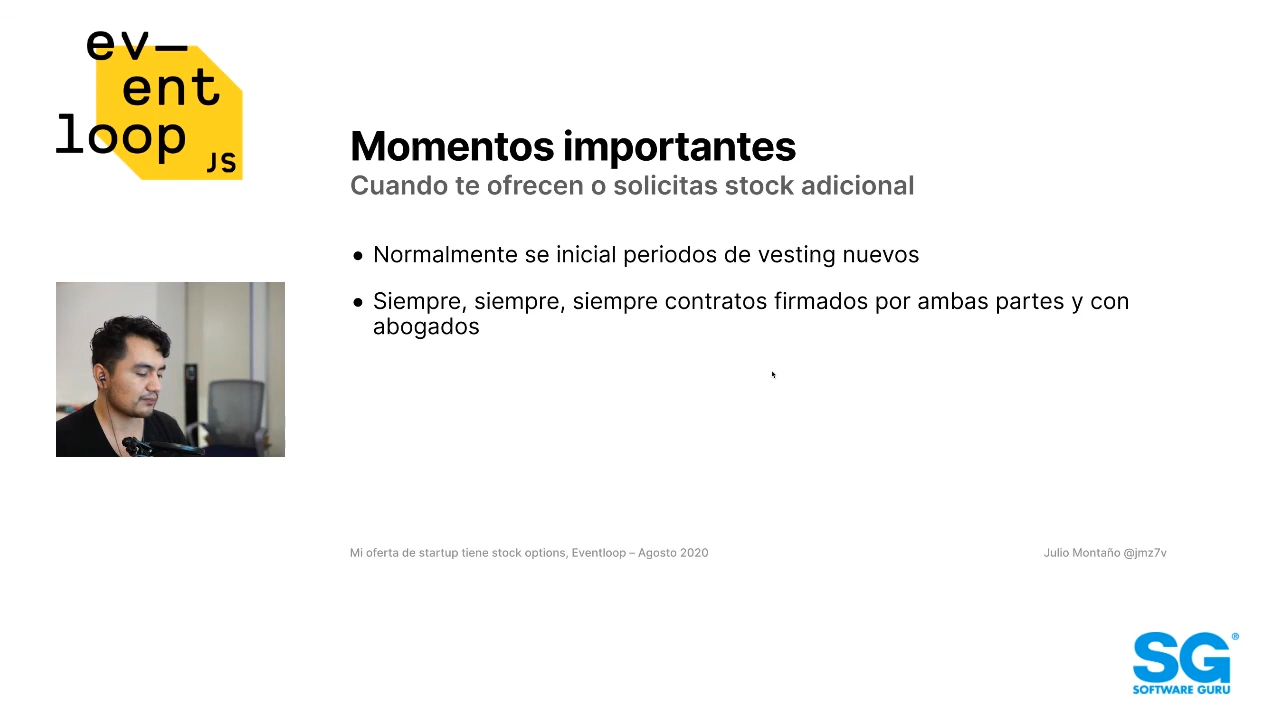 ev—
ent
loop
JS
Momentos importantes
Cuando te ofrecen o solicitas stock adicional
• Normalmente se inicial periodos de vesting nuevos
• Siempre, siempre, siempre contratos firmados por ambas partes y con
abogados
Mi oferta de startup tiene stock options, Eventloop – Agosto 2020
Julio Montaño @jmz7v
SG®
SOFTWARE GURU